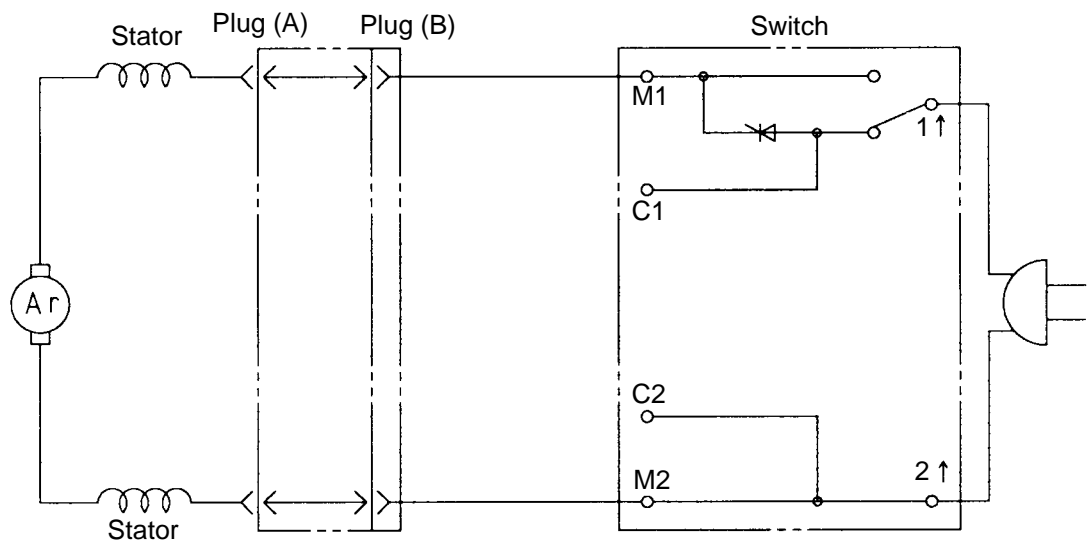 Stator
Plug (A)
Plug (B)
Switch
M1
1↑
C1
Ar
C2
M2
2↑
Stator